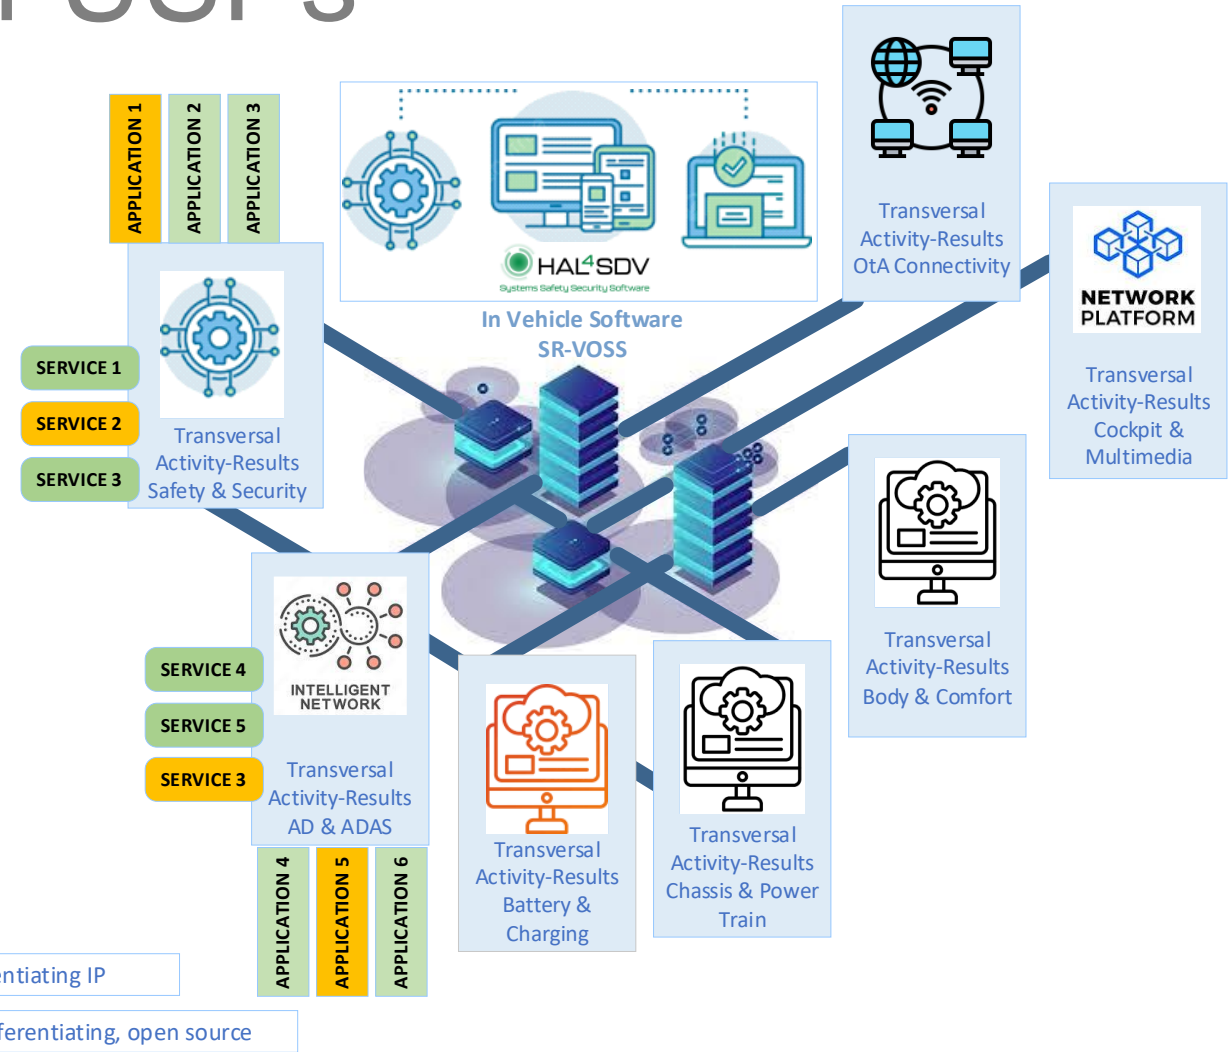 APPLICATION 1
APPLICATION 2
APPLICATION 3
HAL4SDV
Systems Safety Security Software
In Vehicle Software
SR-VOSS
Transversal
Activity-Results
OtA Connectivity
NETWORK
PLATFORM
Transversal
Activity-Results
Cockpit &
Multimedia
SERVICE 1
SERVICE 2
SERVICE 3
Transversal
Activity-Results
Safety & Security
Transversal
Activity-Results
Body & Comfort
SERVICE 4
SERVICE 5
SERVICE 3
INTELLIGENT
NETWORK
Transversal
Activity-Results
AD & ADAS
Transversal
Activity-Results
Battery &
Charging
Transversal
Activity-Results
Chassis & Power
Train
APPLICATION 4
APPLICATION 5
APPLICATION 6
entiating IP
ferentiating, open source